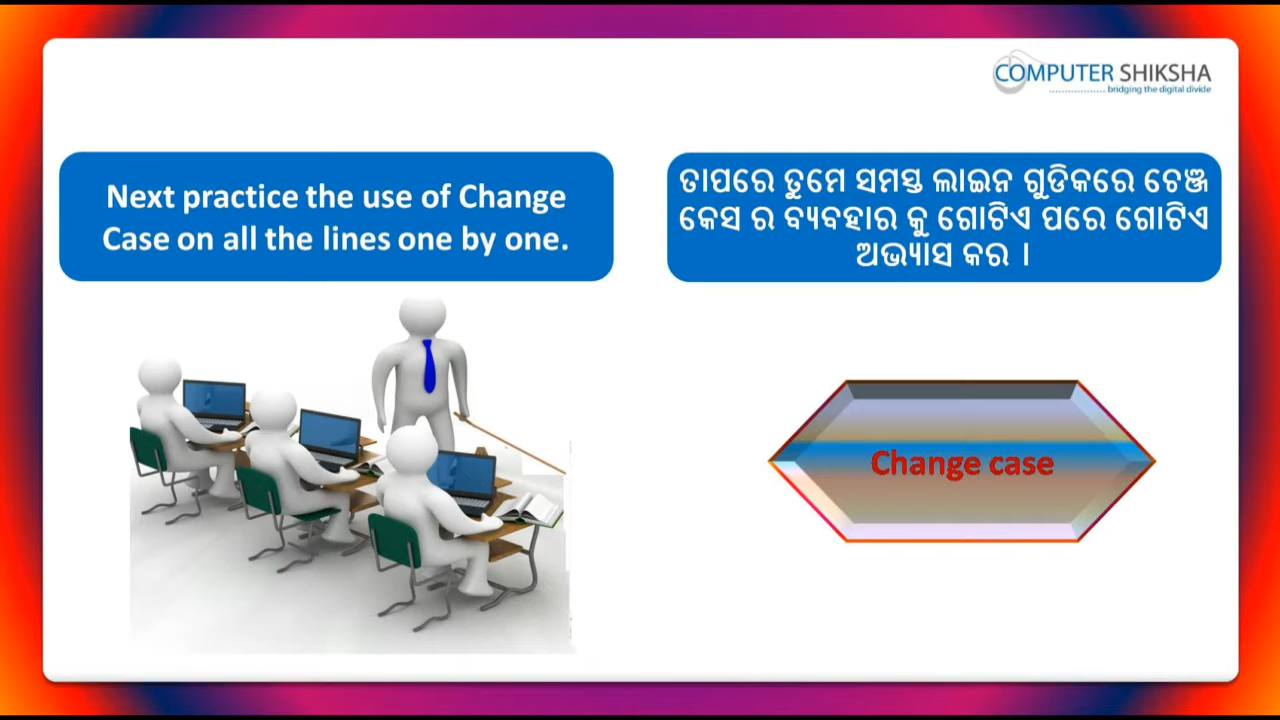 COMPUTER SHIKSHA
bridging the digital divide
Next practice the use of Change
Case on all the lines one by one.
ତାପରେ ତୁମେ ସମସ୍ତ ଲାଇନ ଗୁଡିକରେ ଚେଞ୍ଜ
କେସ ର ବ୍ୟବହାର କୁ ଗୋଟିଏ ପରେ ଗୋଟିଏ
ଅଭ୍ୟାସ କର ।
Change case